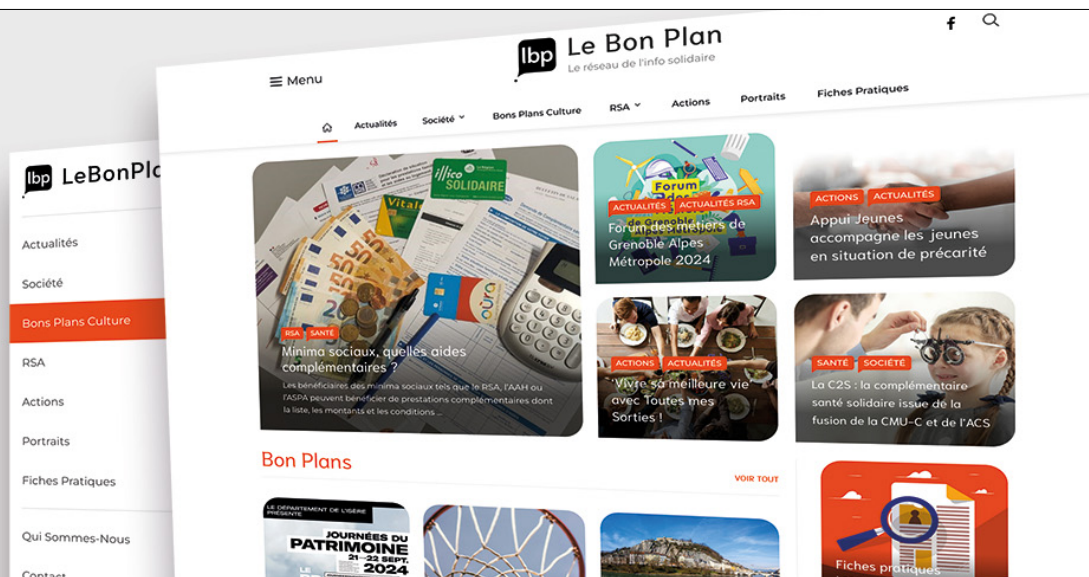 lbp
Le Bon Plan
Le réseau de l'info solidaire
Menu
Actualités
Société
Bons Plans Culture
RSA
Actions
Portraits
Fiches Pratiques
lbp
LeBonPla
Actualités
Société
Bons Plans Culture
RSA
Actions
Portraits
Fiches Pratiques
Qui Sommes-Nous
Contact
illico
SOLIDAIRE
Vital
50
oùra
RSA SANTÉ
Minima sociaux, quelles aides
complémentaires ?
Les bénéficiaires des minima sociaux tels que le RSA, l'AAH ou
l'ASPA peuvent bénéficier de prestations complémentaires dont
la liste, les montants et les conditions ...
Forum
ACTUALITÉS ACTUALITÉS RSA
Forum des métiers de
Grenoble Alpes
Métropole 2024
ACTIONS ACTUALITÉS
Appui Jeunes
accompagne les jeunes
en situation de précarité
ACTIONS ACTUALITÉS
'Vivre sa meilleure vie'
avec Toutes mes
Sorties !
SANTÉ SOCIÉTÉ
La C2S : la complémentaire
santé solidaire issue de la
fusion de la CMU-C et de l'ACS
Bon Plans
VOIR TOUT
LE DÉPARTEMENT DE L'ISÈRE
PRÉSENTE
JOURNÉES DU
PATRIMOINE
21-22 SEPT.
2024
Fiches pratiques